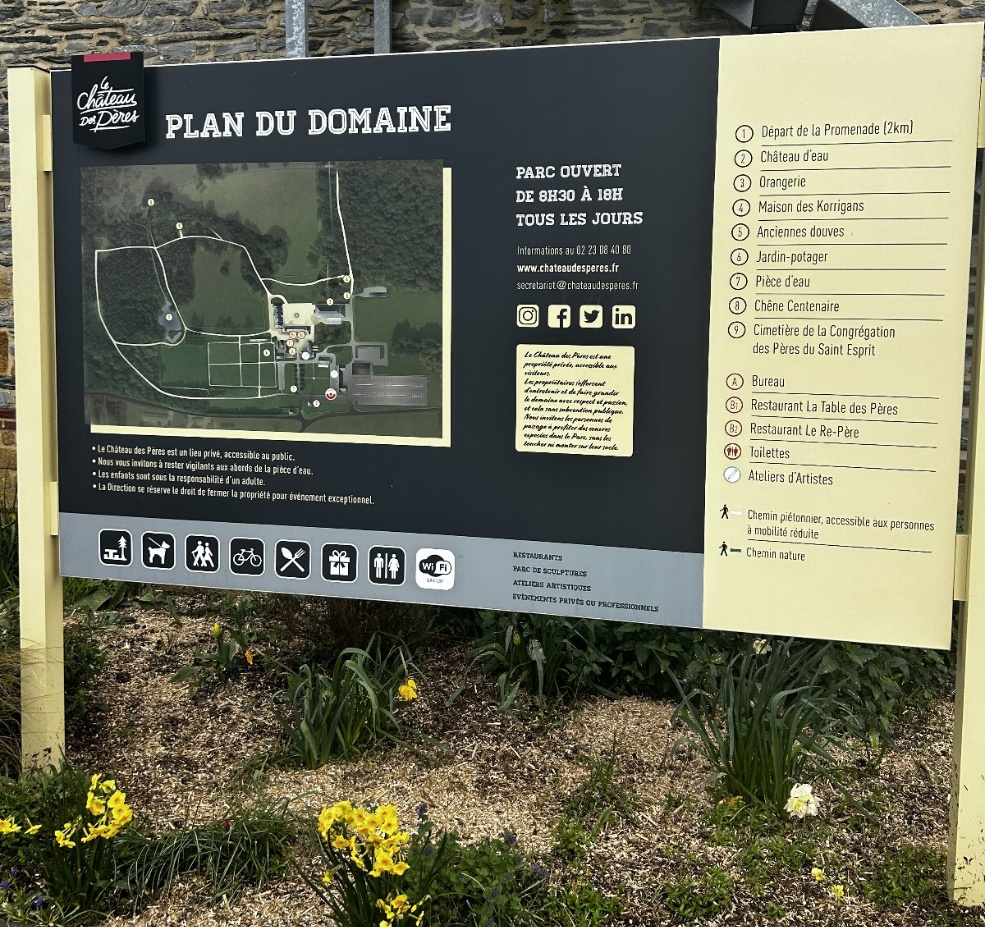 Le
Château
Des Pères
PLAN DU DOMAINE
PARC OUVERT
DE 8H30 À 18H
TOUS LES JOURS
Informations au 02 23 08 40 80
www.chateaudesperes.fr
secretariat@chateaudesperes.fr
Le Château des Pères est une
propriété privée, accessible aux
visiteurs.
Les propriétaires s'efforcent
d'entretenir et de faire grandir
le domaine avec respect et passion,
et cela sans subvention publique.
Nous invitons les personnes de
passage à profiter des œuvres
exposées dans le Parc, sans les
toucher ni monter sur leurs socle.
• Le Château des Pères est un lieu privé, accessible au public.
• Nous vous invitons à rester vigilants aux abords de la pièce d'eau.
• Les enfants sont sous la responsabilité d'un adulte.
• La Direction se réserve le droit de fermer la propriété pour événement exceptionnel.
WiFi
RESTAURANTS
PARC DE SCULPTURES
ATELIERS ARTISTIQUES
ÉVÉNEMENTS PRIVÉS OU PROFESSIONNELS
1 Départ de la Promenade (2km)
2 Château d'eau
3 Orangerie
4 Maison des Korrigans
5 Anciennes douves
6 Jardin-potager
7 Pièce d'eau
8 Chêne Centenaire
9 Cimetière de la Congrégation
des Pères du Saint Esprit
A Bureau
B1 Restaurant La Table des Pères
B2 Restaurant Le Re-Père
Toilettes
Ateliers d'Artistes
Chemin piétonnier, accessible aux personnes
à mobilité réduite
Chemin nature